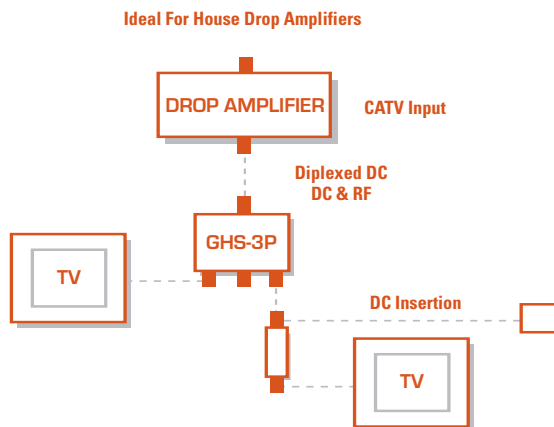 Ideal For House Drop Amplifiers
DROP AMPLIFIER
CATV Input
Diplexed DC
DC & RF
GHS-3P
TV
DC Insertion
TV